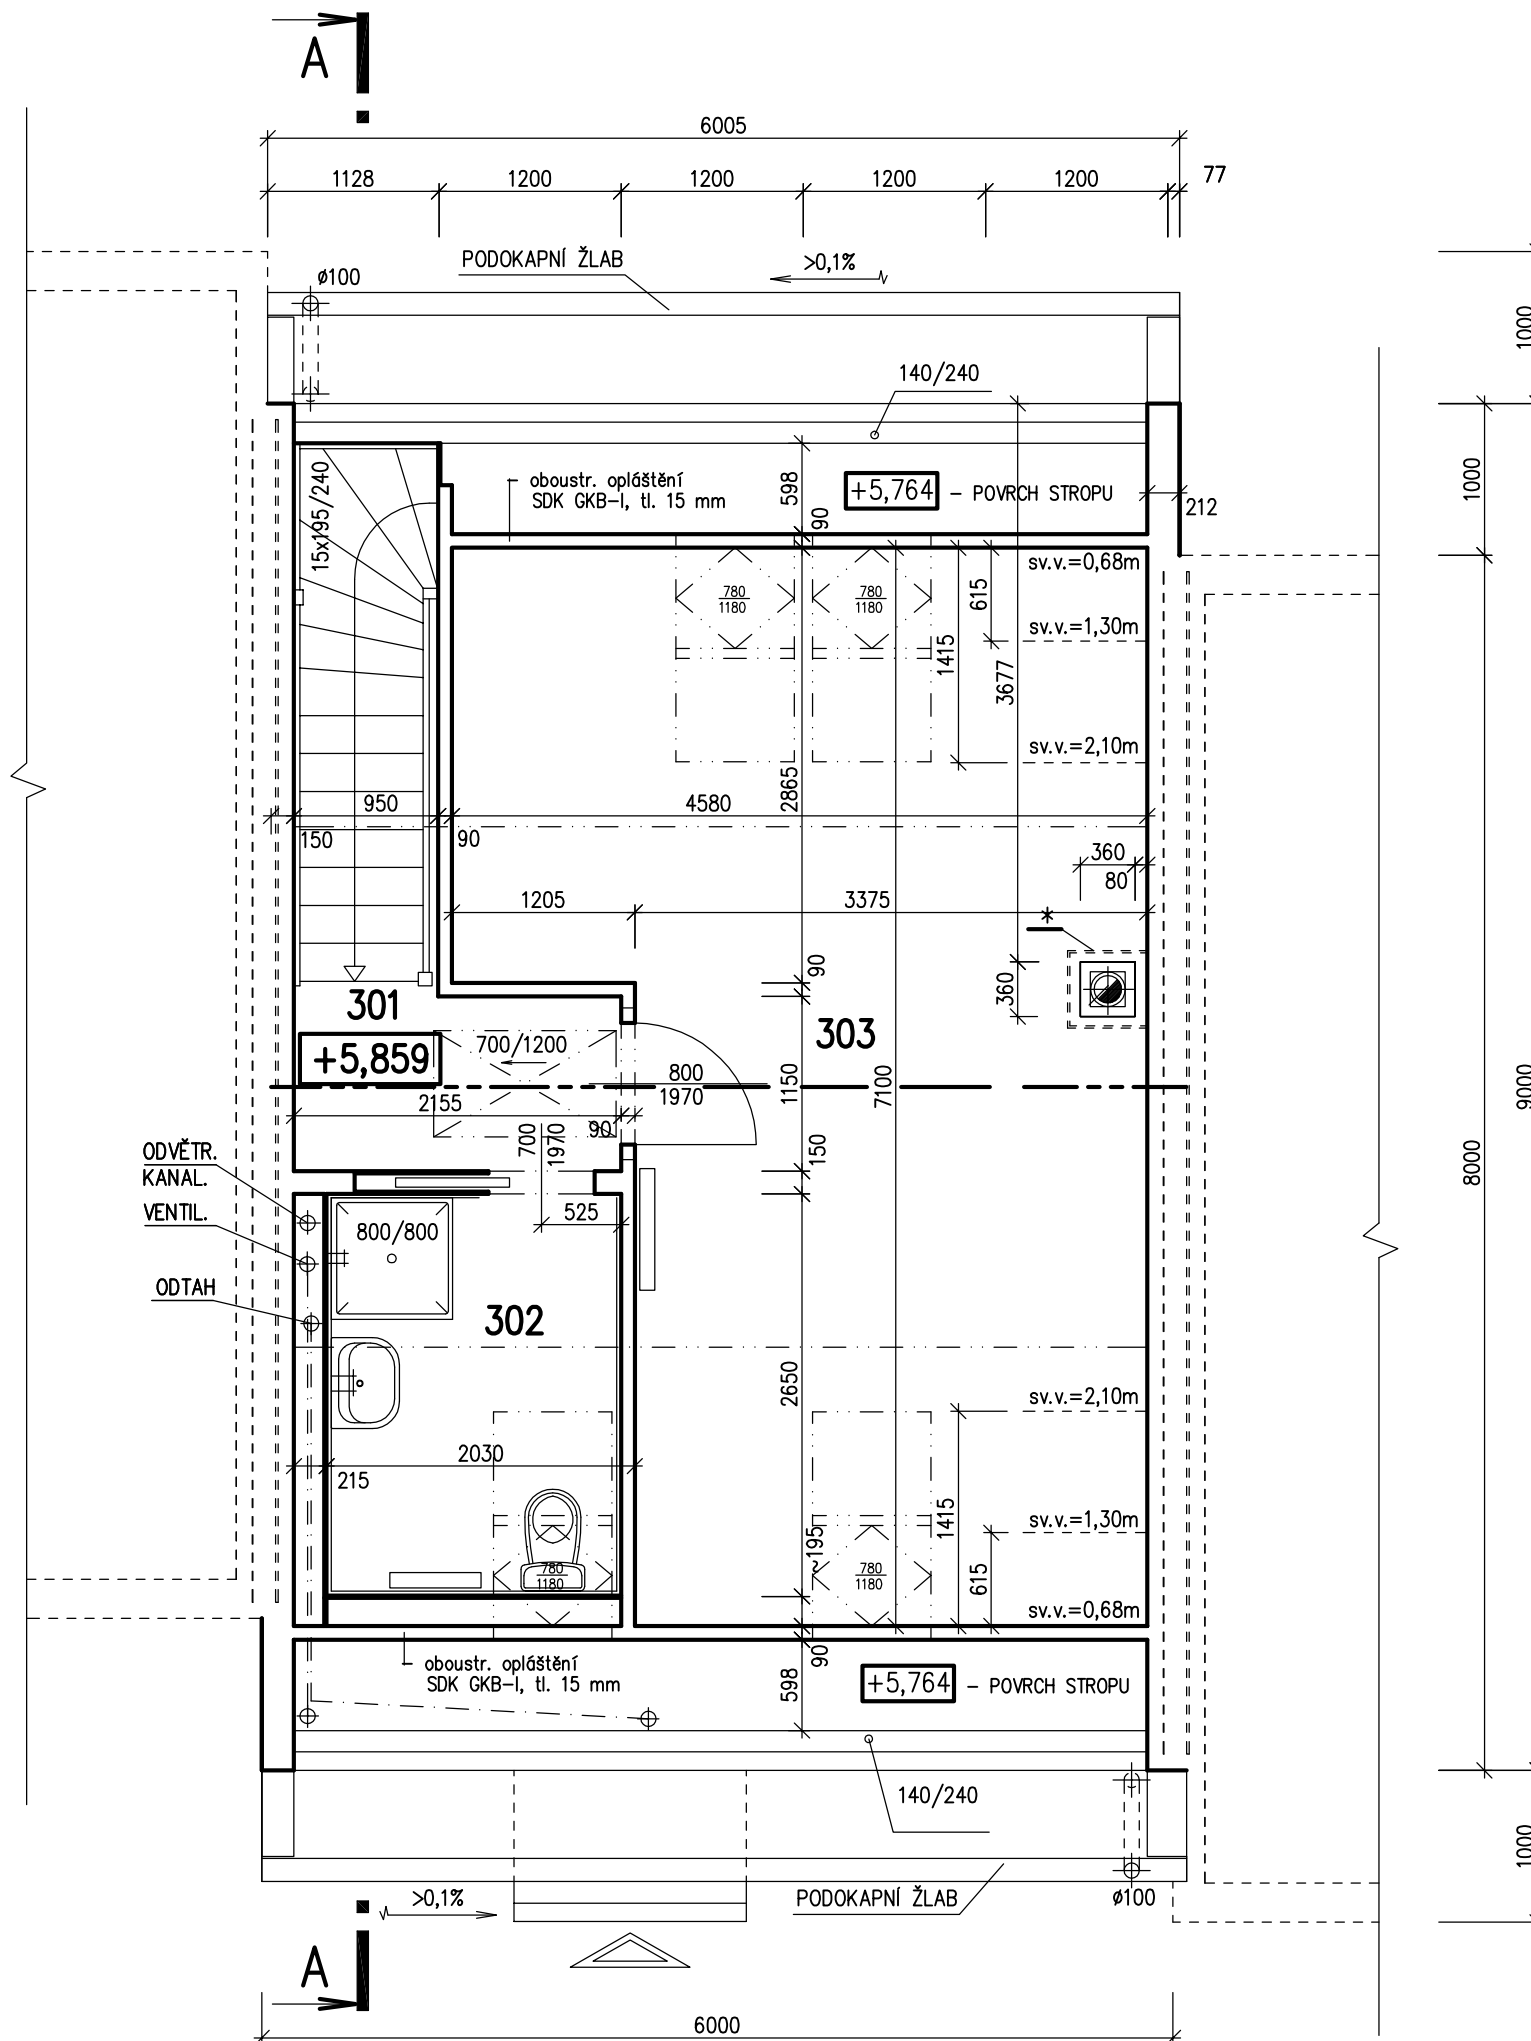 A
6005
1128
1200
1200
1200
1200
77
PODOKAPNÍ ŽLAB
>0,1%
ø100
1000
140/240
15x195/240
oboustr. opláštění
SDK GKB-I, tl. 15 mm
598
90
+5,764 - POVRCH STROPU
212
1000
780
1180
780
1180
615
1415
3677
sv.v.=0,68m
sv.v.=1,30m
sv.v.=2,10m
950
150
90
4580
2865
360
80
1205
3375
*
90
360
301
303
+5,859
700/1200
800
1970
1150
7100
9000
2155
90
700
1970
150
8000
ODVĚTR.
KANAL.
VENTIL.
ODTAH
525
800/800
302
2650
sv.v.=2,10m
2030
215
1415
sv.v.=1,30m
~195
780
1180
780
1180
615
sv.v.=0,68m
90
oboustr. opláštění
SDK GKB-I, tl. 15 mm
598
+5,764 - POVRCH STROPU
140/240
1000
>0,1%
PODOKAPNÍ ŽLAB
ø100
A
6000